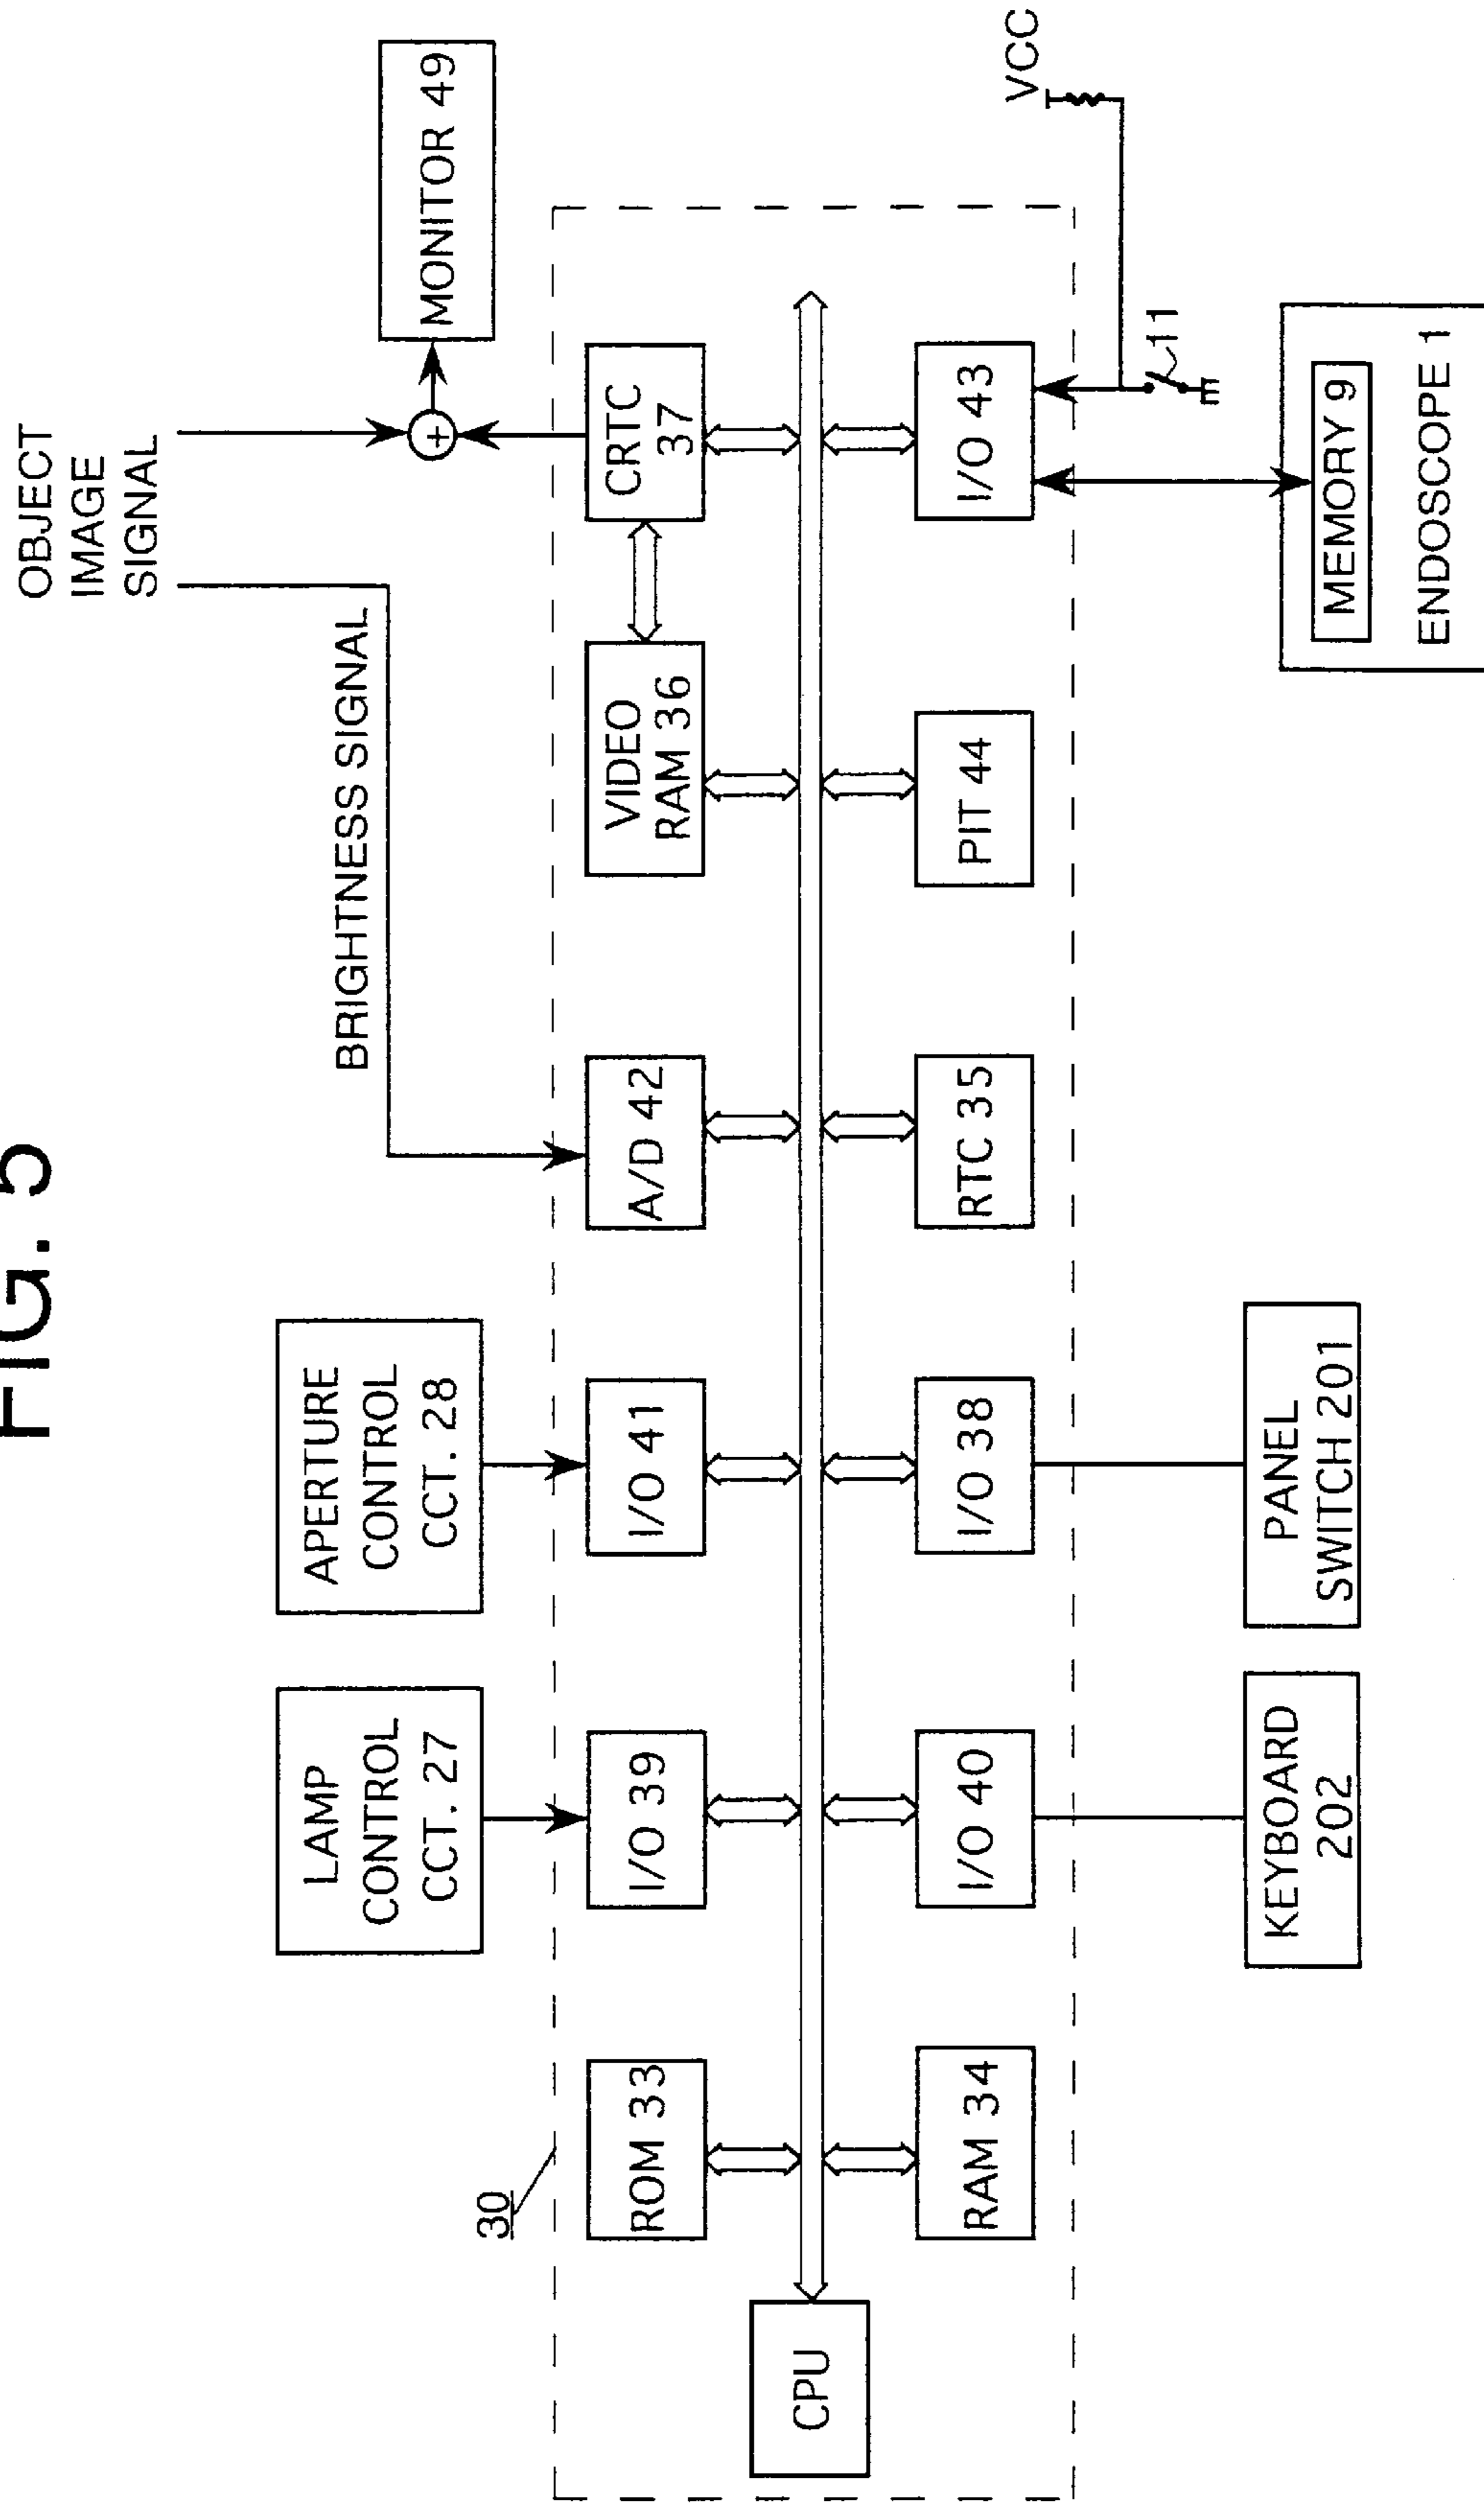 FIG. 5
OBJECT
IMAGE
SIGNAL
BRIGHTNESS SIGNAL
LAMP
CONTROL
CCT. 27
APERTURE
CONTROL
CCT. 28
MONITOR 49
30
+
ROM 33
I/O 39
I/O 41
A/D 42
VIDEO
RAM 36
CRTC
37
CPU
RAM 34
I/O 40
I/O 38
RTC 35
PIT 44
I/O 43
VCC
11
KEYBOARD
202
PANEL
SWITCH 201
MEMORY 9
ENDOSCOPE 1